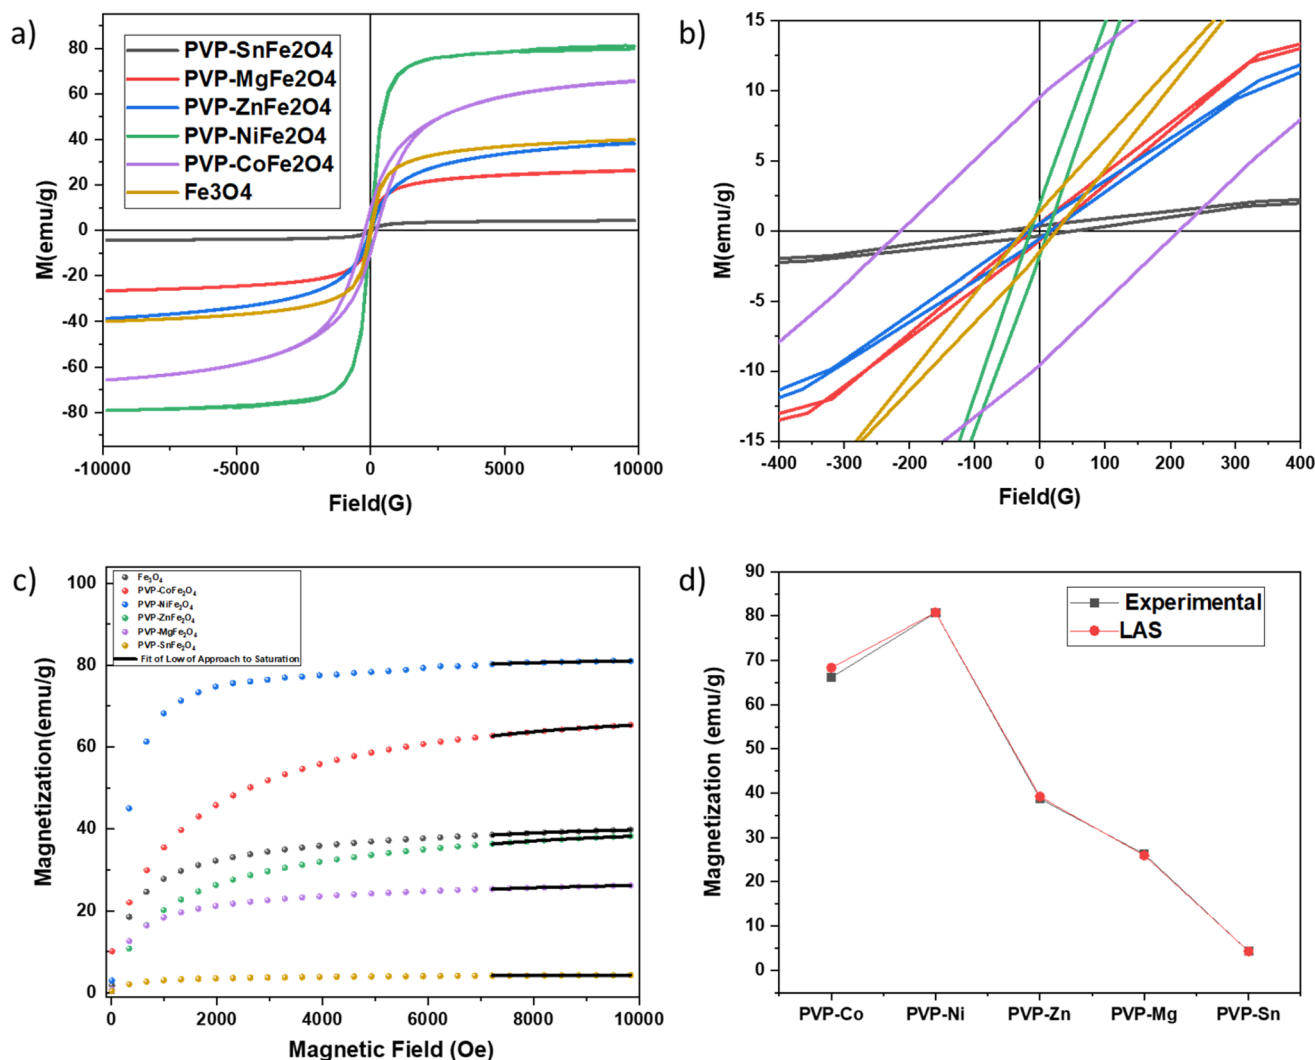 a)
M(emu/g)
80
60
40
20
0
-20
-40
-60
-80
PVP-SnFe2O4
PVP-MgFe2O4
PVP-ZnFe2O4
PVP-NiFe2O4
PVP-CoFe2O4
Fe3O4
-10000 -5000 0 5000 10000
Field(G)
b)
M(emu/g)
15
10
5
0
-5
-10
-15
-400 -300 -200 -100 0 100 200 300 400
Field(G)
c)
Magnetization(emu/g)
100
80
60
40
20
0
Fe₃O₄
PVP-CoFe₂O₄
PVP-NiFe₂O₄
PVP-ZnFe₂O₄
PVP-MgFe₂O₄
PVP-SnFe₂O₄
Fit of Low of Approach to Saturation
0 2000 4000 6000 8000 10000
Magnetic Field (Oe)
d)
Magnetization (emu/g)
90
80
70
60
50
40
30
20
10
0
Experimental
LAS
PVP-Co PVP-Ni PVP-Zn PVP-Mg PVP-Sn